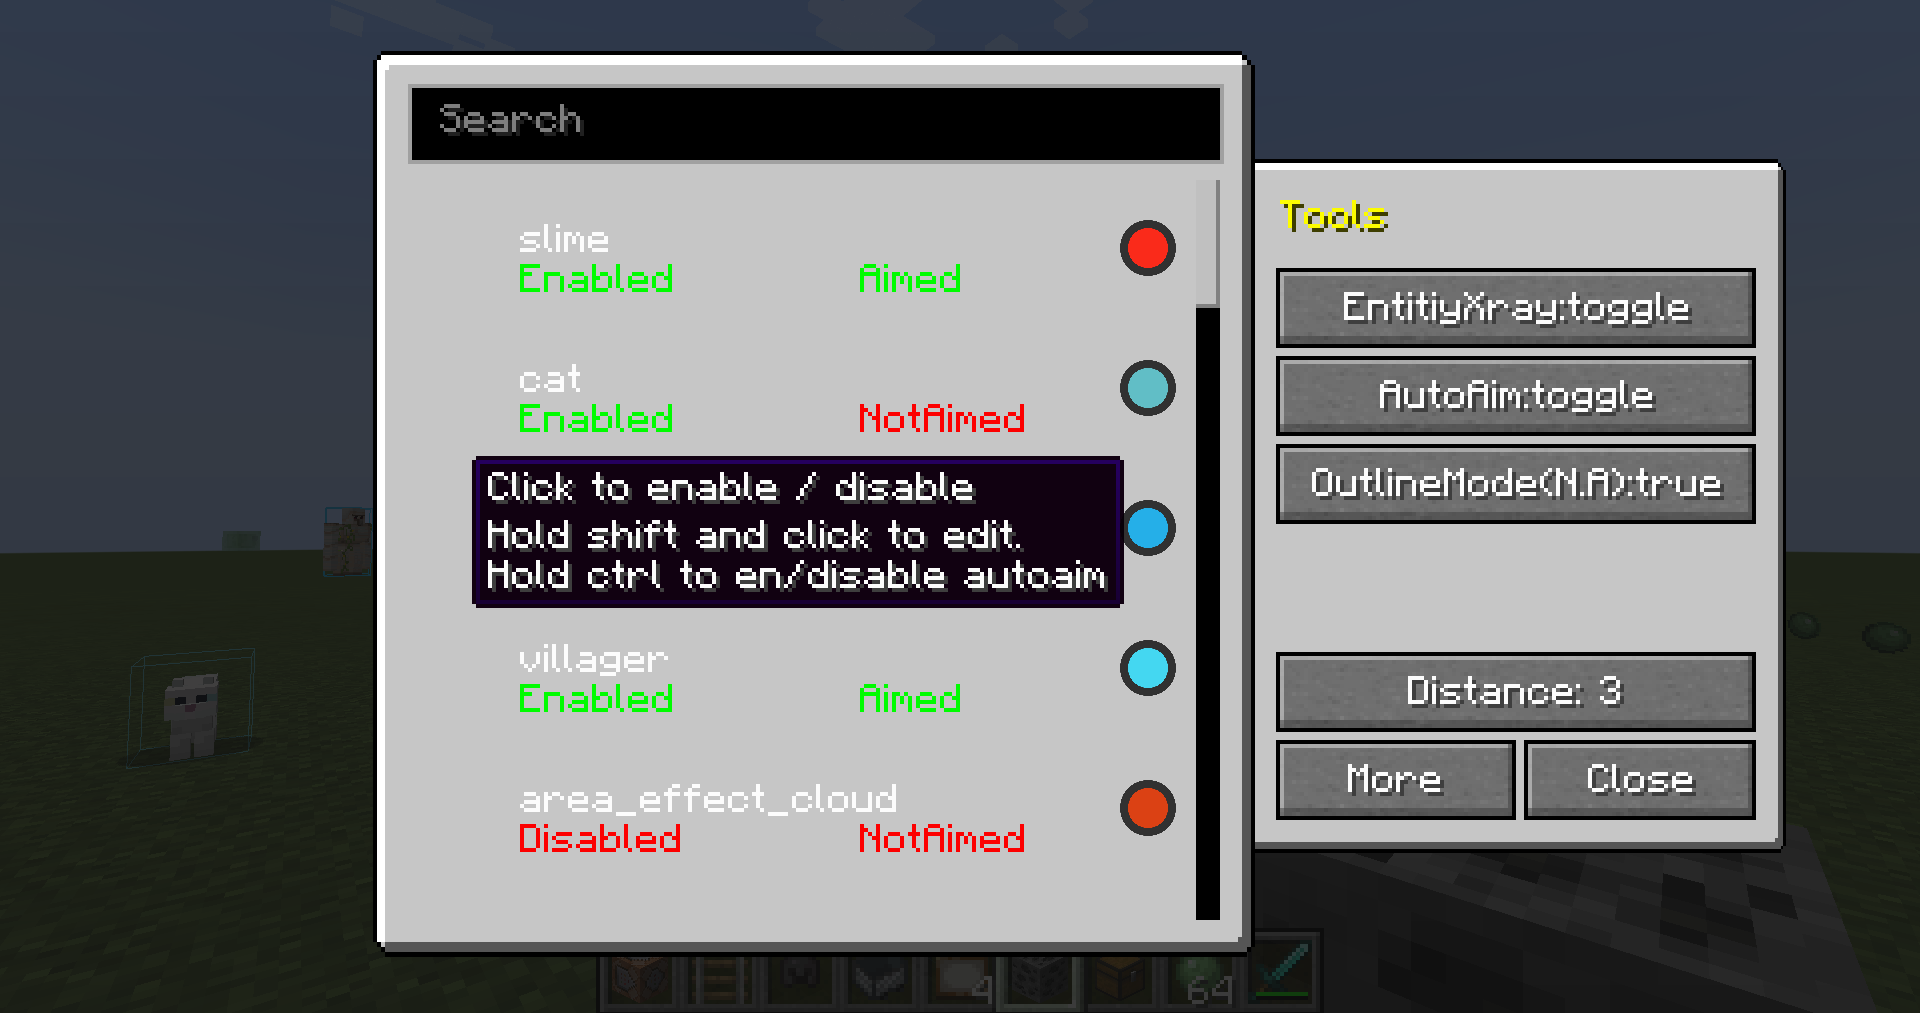 Search
slime
Enabled Aimed
cat
Enabled NotAimed
Click to enable / disable
Hold shift and click to edit.
Hold ctrl to en/disable autoaim
villager
Enabled Aimed
area_effect_cloud
Disabled NotAimed
Tools
EntitiyXray:toggle
AutoAim:toggle
OutlineMode(N.A):true
Distance: 3
More Close
4 64